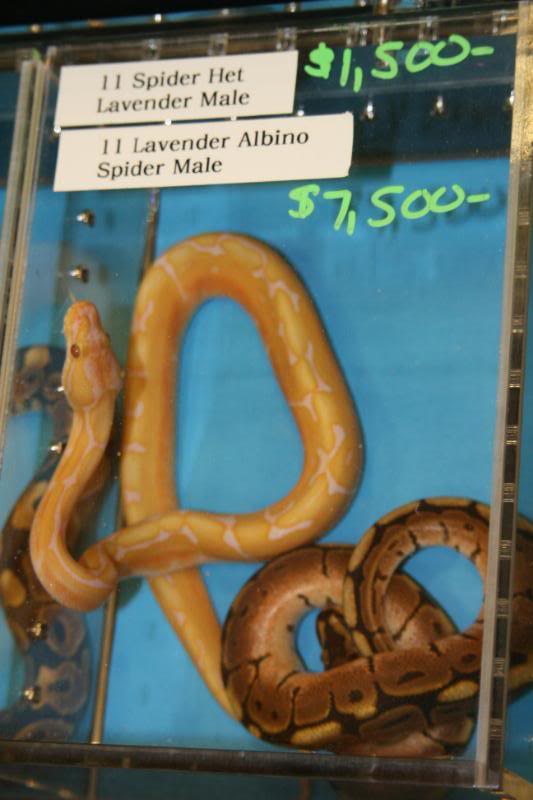 11 Spider Het
Lavender Male
$1,500-
11 Lavender Albino
Spider Male
$7,500-